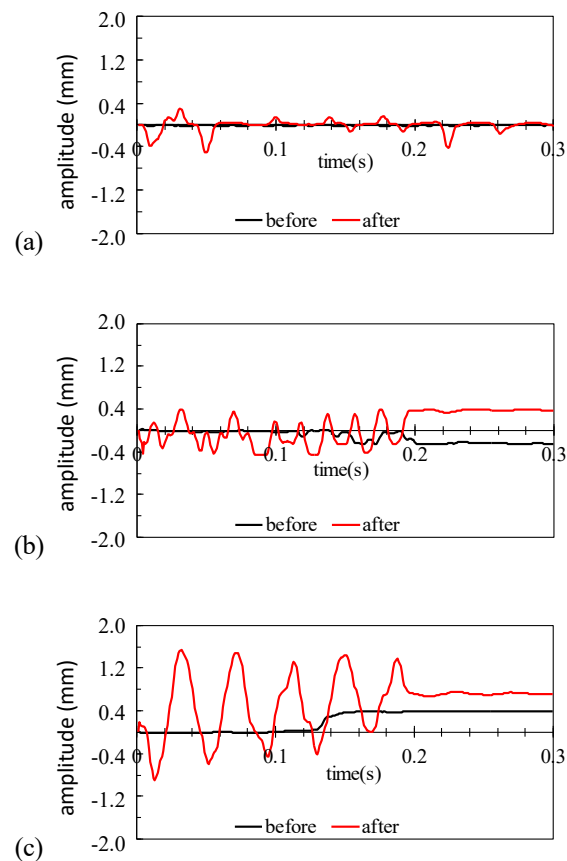 2.0
1.2
0.4
-0.4
-1.2
-2.0
amplitude (mm)
0 0.1 0.2 0.3
time(s)
before after
(a)
2.0
1.2
0.4
-0.4
-1.2
-2.0
amplitude (mm)
0 0.1 0.2 0.3
time(s)
before after
(b)
2.0
1.2
0.4
-0.4
-1.2
-2.0
amplitude (mm)
0 0.1 0.2 0.3
time(s)
before after
(c)